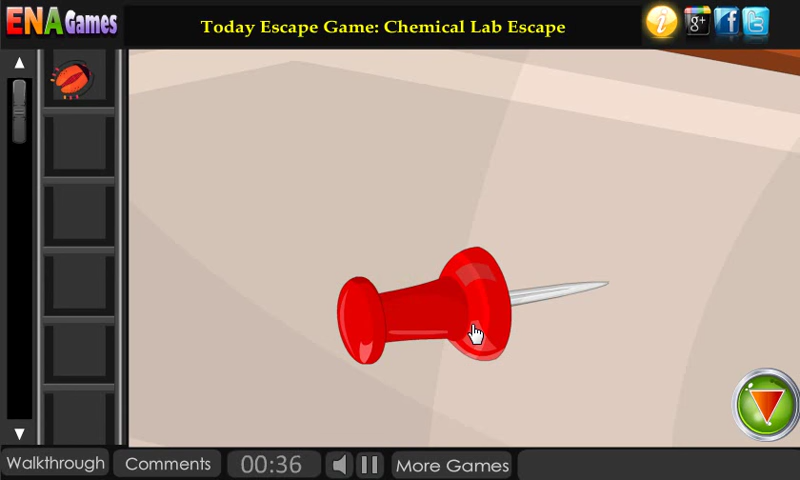 ENA Games
Today Escape Game: Chemical Lab Escape
i
g+
f
t
Walkthrough
Comments
00:36
More Games